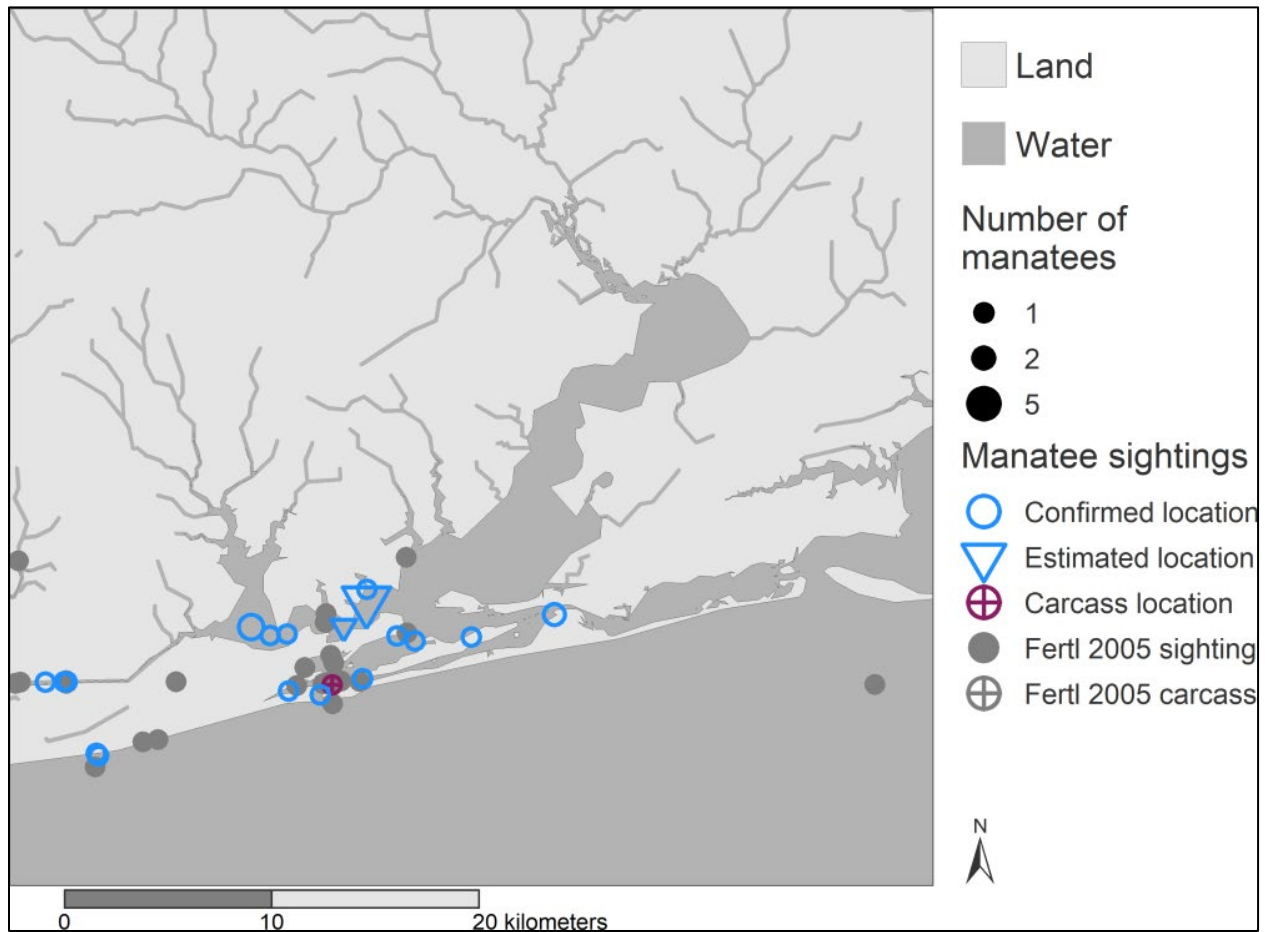 Land
Water
Number of
manatees
1
2
5
Manatee sightings
Confirmed location
Estimated location
Carcass location
Fertl 2005 sighting
Fertl 2005 carcass
N
0 10 20 kilometers